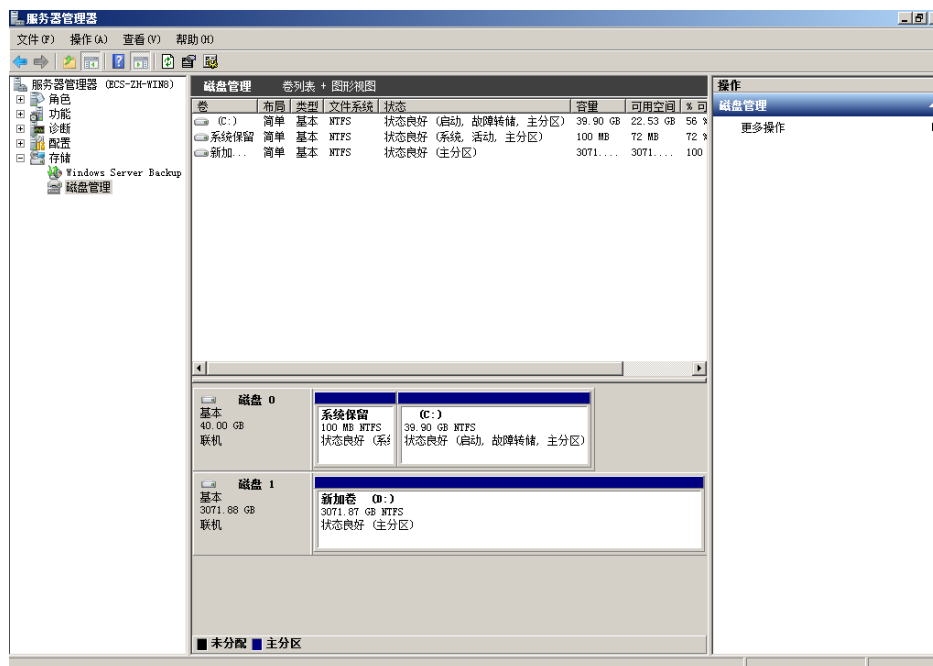 服务器管理器
文件(F) 操作(A) 查看(V) 帮助(H)
服务器管理器 (ECS-ZH-WIN8)
角色
功能
诊断
配置
存储
Windows Server Backup
磁盘管理
磁盘管理 卷列表 + 图形视图
卷 布局 类型 文件系统 状态 容量 可用空间 % 可
(C:) 简单 基本 NTFS 状态良好 (启动, 故障转储, 主分区) 39.90 GB 22.53 GB 56 %
系统保留 简单 基本 NTFS 状态良好 (系统, 活动, 主分区) 100 MB 72 MB 72 %
新加... 简单 基本 NTFS 状态良好 (主分区) 3071.... 3071.... 100
操作
磁盘管理
更多操作
磁盘 0
基本
40.00 GB
联机
系统保留
100 MB NTFS
状态良好 (系统
(C:)
39.90 GB NTFS
状态良好 (启动, 故障转储, 主分区)
磁盘 1
基本
3071.88 GB
联机
新加卷 (D:)
3071.87 GB NTFS
状态良好 (主分区)
未分配 主分区